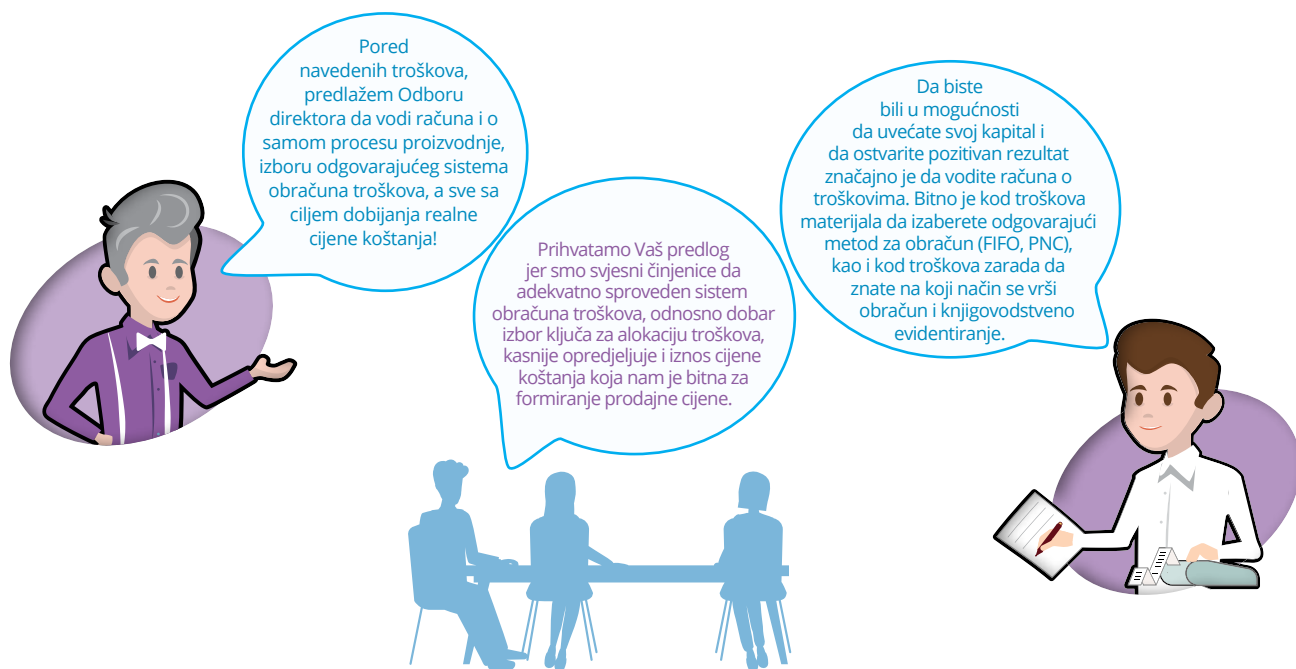 Pored
navedenih troškova,
predlažem Odboru
direktora da vodi računa i o
samom procesu proizvodnje,
izboru odgovarajućeg sistema
obračuna troškova, a sve sa
ciljem dobijanja realne
cijene koštanja!
Prihvatamo Vaš predlog
jer smo svjesni činjenice da
adekvatno sproveden sistem
obračuna troškova, odnosno dobar
izbor ključa za alokaciju troškova,
kasnije opredjeljuje i iznos cijene
koštanja koja nam je bitna za
formiranje prodajne cijene.
Da biste
bili u mogućnosti
da uvećate svoj kapital i
da ostvarite pozitivan rezultat
značajno je da vodite računa o
troškovima. Bitno je kod troškova
materijala da izaberete odgovarajući
metod za obračun (FIFO, PNC),
kao i kod troškova zarada da
znate na koji način se vrši
obračun i knjigovodstveno
evidentiranje.